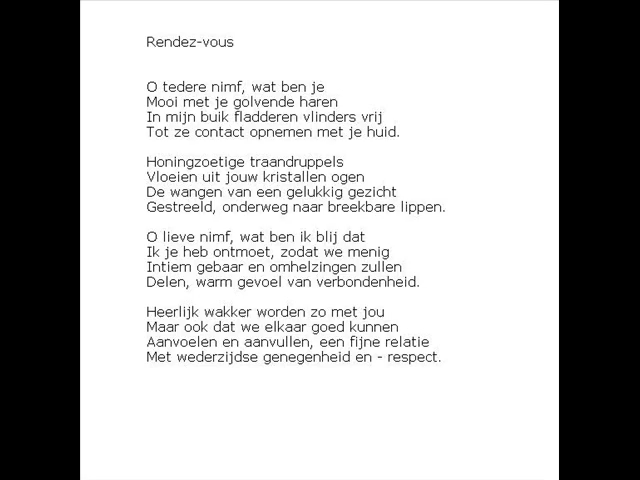 Rendez-vous
O tedere nimf, wat ben je
Mooi met je golvende haren
In mijn buik fladderen vlinders vrij
Tot ze contact opnemen met je huid.
Honingzoetige traandruppels
Vloeien uit jouw kristallen ogen
De wangen van een gelukkig gezicht
Gestreeld, onderweg naar breekbare lippen.
O lieve nimf, wat ben ik blij dat
Ik je heb ontmoet, zodat we menig
Intiem gebaar en omhelzingen zullen
Delen, warm gevoel van verbondenheid.
Heerlijk wakker worden zo met jou
Maar ook dat we elkaar goed kunnen
Aanvoelen en aanvullen, een fijne relatie
Met wederzijdse genegenheid en - respect.